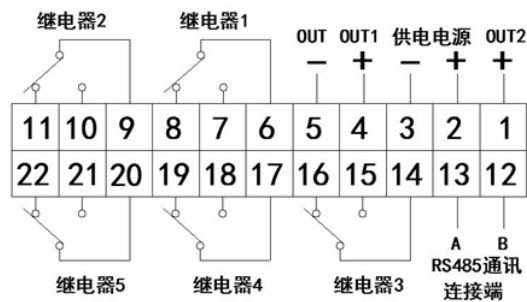 继电器2 继电器1 OUT OUT1 供电电源 OUT2
− + − + +
11 10 9 8 7 6 5 4 3 2 1
22 21 20 19 18 17 16 15 14 13 12
A B
RS485通讯
继电器5 继电器4 继电器3 连接端